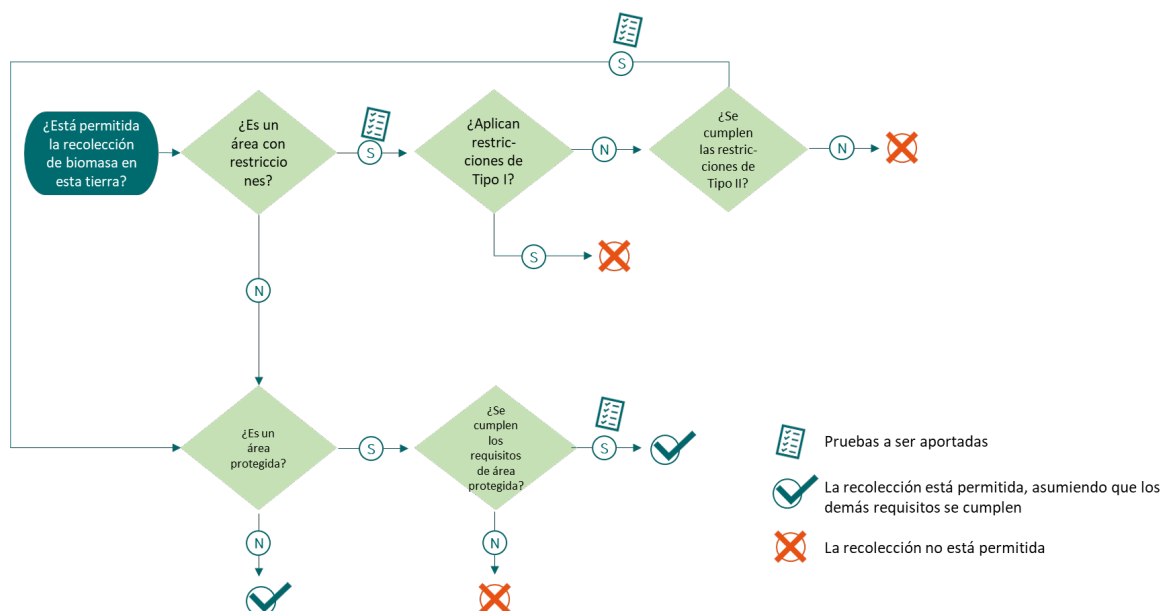 S
¿Está permitida
la recolección
de biomasa en
esta tierra?
¿Es un
área con
restriccio
nes?
S
¿Aplican
restric-
ciones de
Tipo I?
N
¿Se
cumplen
las restric-
ciones de
Tipo II?
N
S
N
¿Es un
área
protegida?
S
¿Se
cumplen
los
requisitos
de área
protegida?
S
N
N
Pruebas a ser aportadas
La recolección está permitida, asumiendo que los
demás requisitos se cumplen
La recolección no está permitida